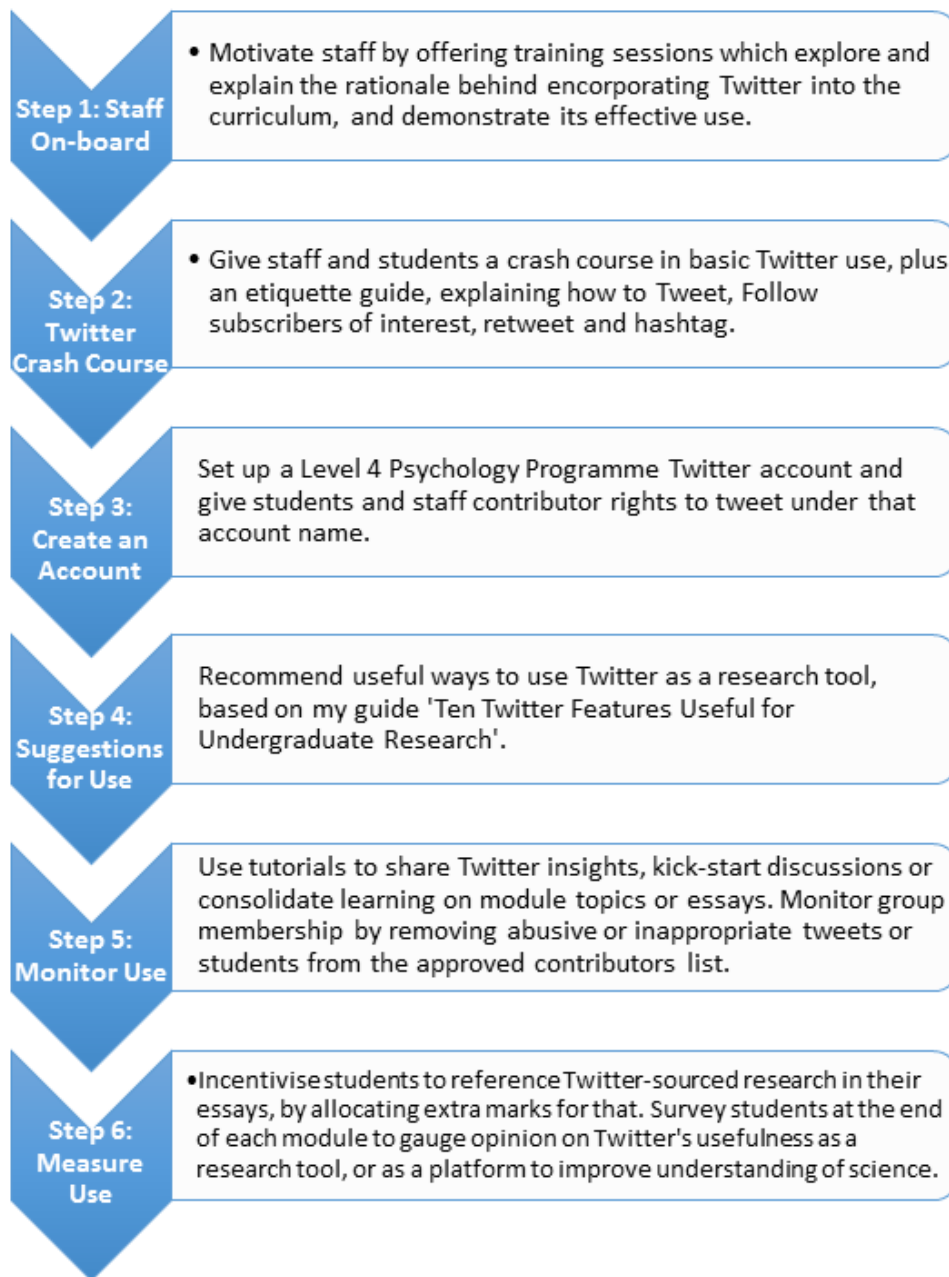 Step 1: Staff
On-board
• Motivate staff by offering training sessions which explore and
explain the rationale behind encorporating Twitter into the
curriculum, and demonstrate its effective use.
Step 2:
Twitter
Crash Course
• Give staff and students a crash course in basic Twitter use, plus
an etiquette guide, explaining how to Tweet, Follow
subscribers of interest, retweet and hashtag.
Step 3:
Create an
Account
Set up a Level 4 Psychology Programme Twitter account and
give students and staff contributor rights to tweet under that
account name.
Step 4:
Suggestions
for Use
Recommend useful ways to use Twitter as a research tool,
based on my guide 'Ten Twitter Features Useful for
Undergraduate Research'.
Step 5:
Monitor Use
Use tutorials to share Twitter insights, kick-start discussions or
consolidate learning on module topics or essays. Monitor group
membership by removing abusive or inappropriate tweets or
students from the approved contributors list.
Step 6:
Measure
Use
•Incentivise students to reference Twitter-sourced research in their
essays, by allocating extra marks for that. Survey students at the end
of each module to gauge opinion on Twitter's usefulness as a
research tool, or as a platform to improve understanding of science.